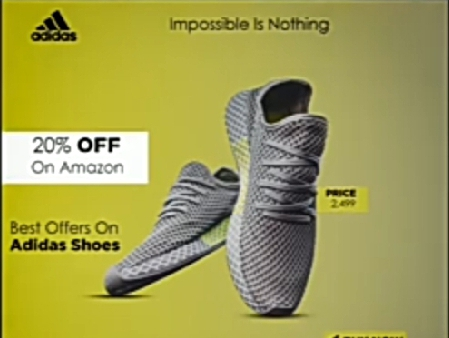 adidas
Impossible Is Nothing
20% OFF
On Amazon
PRICE
2,499
Best Offers On
Adidas Shoes